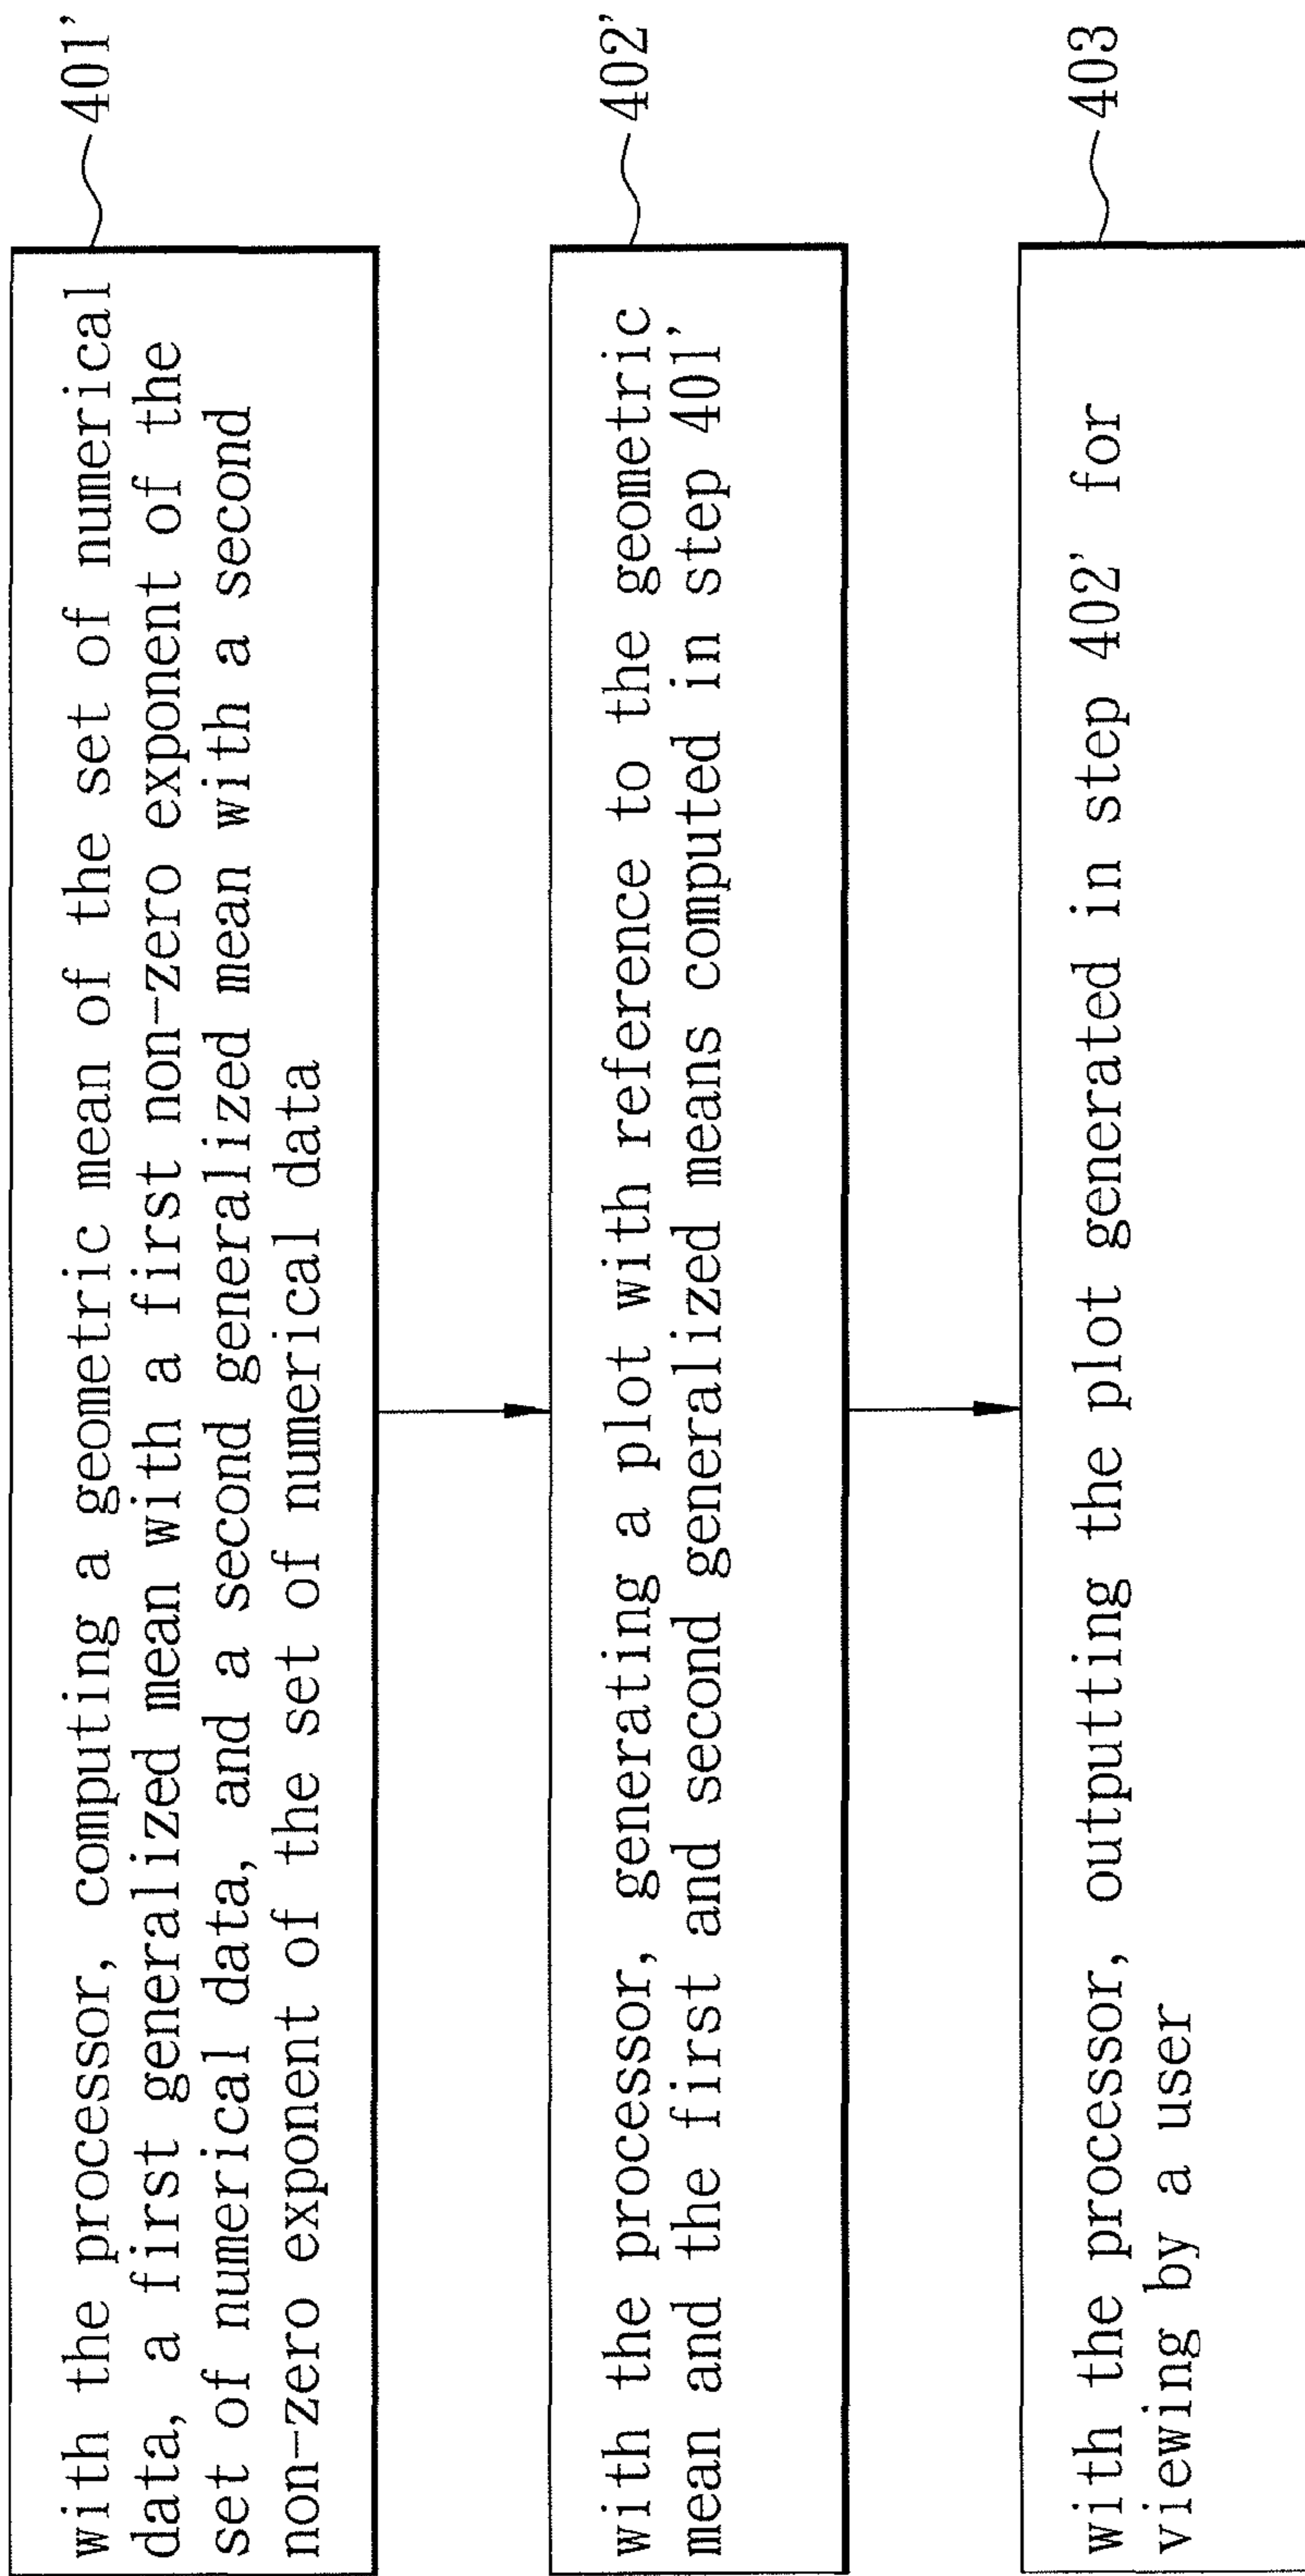 with the processor, computing a geometric mean of the set of numerical
data, a first generalized mean with a first non-zero exponent of the
set of numerical data, and a second generalized mean with a second
non-zero exponent of the set of numerical data
401'
with the processor, generating a plot with reference to the geometric
mean and the first and second generalized means computed in step 401'
402'
with the processor, outputting the plot generated in step 402' for
viewing by a user
403